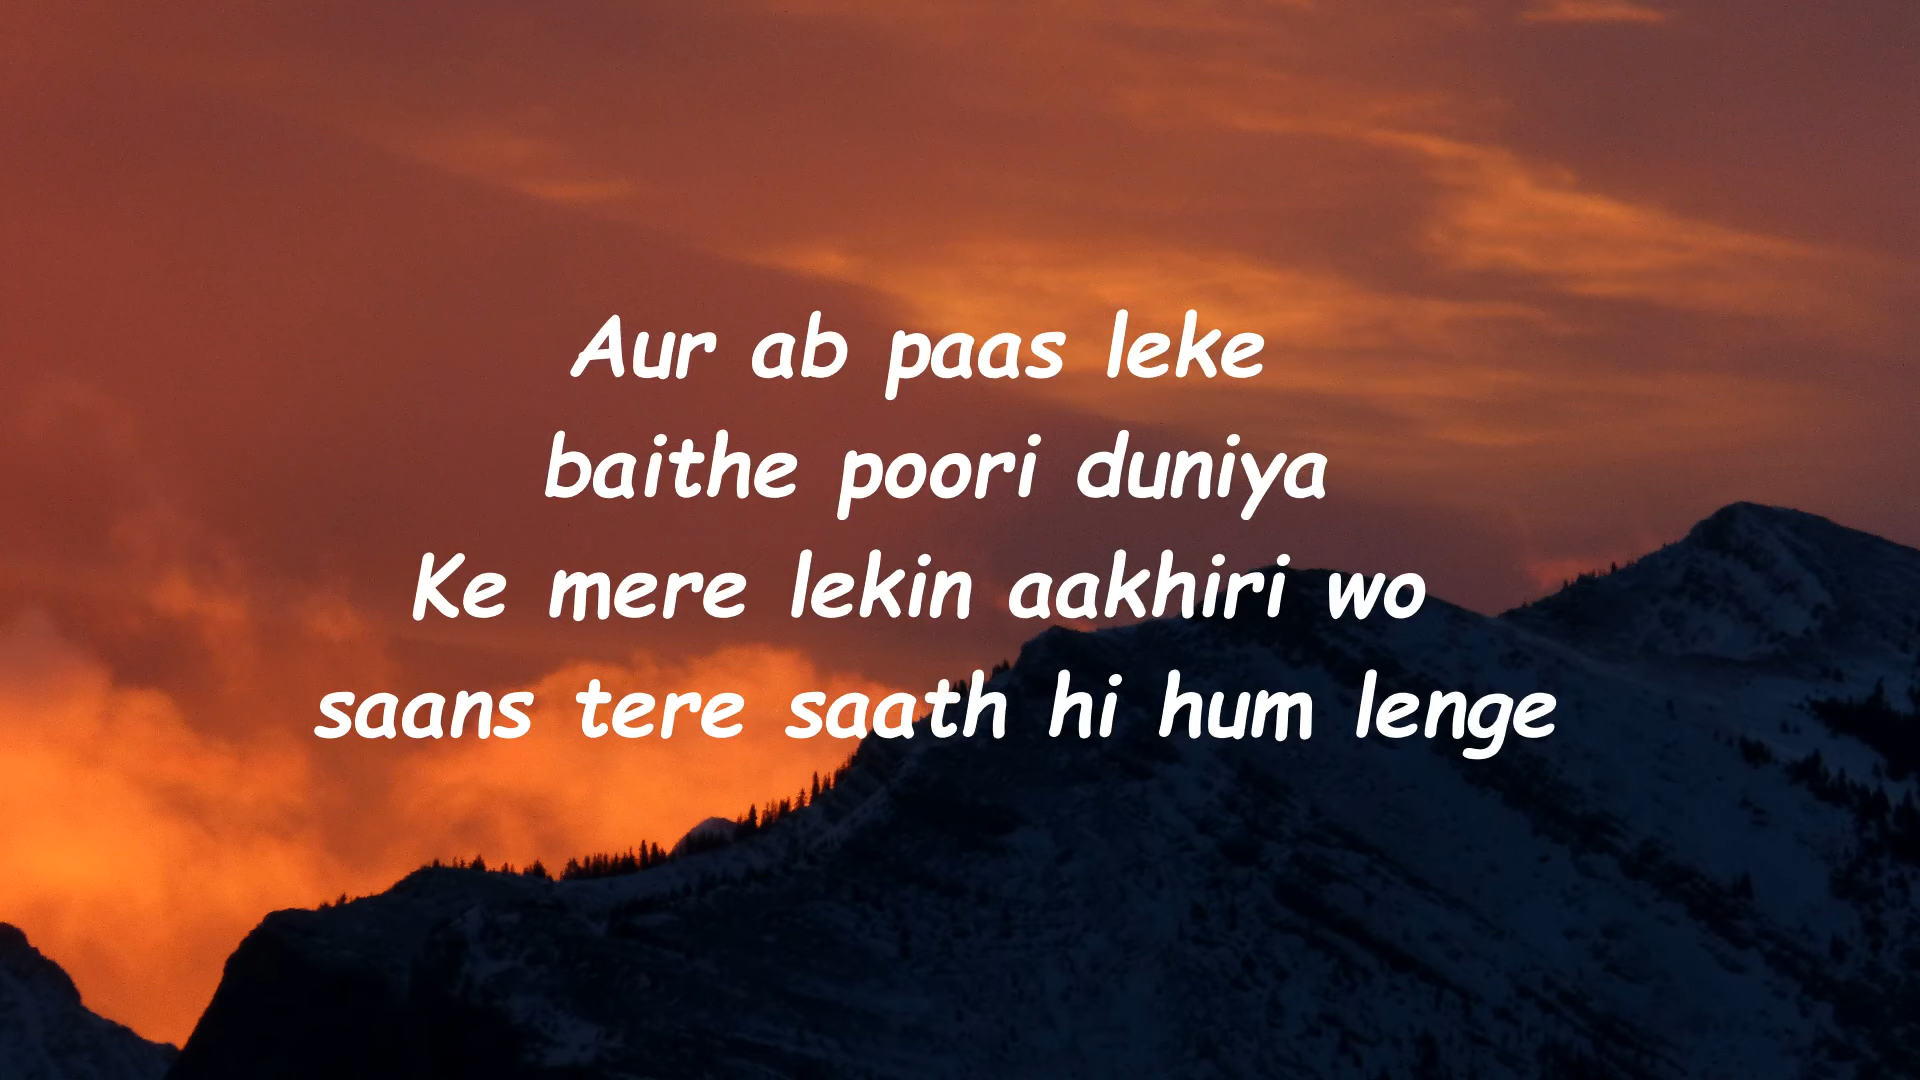 Aur ab paas leke
baithe poori duniya
Ke mere lekin aakhiri wo
saans tere saath hi hum lenge